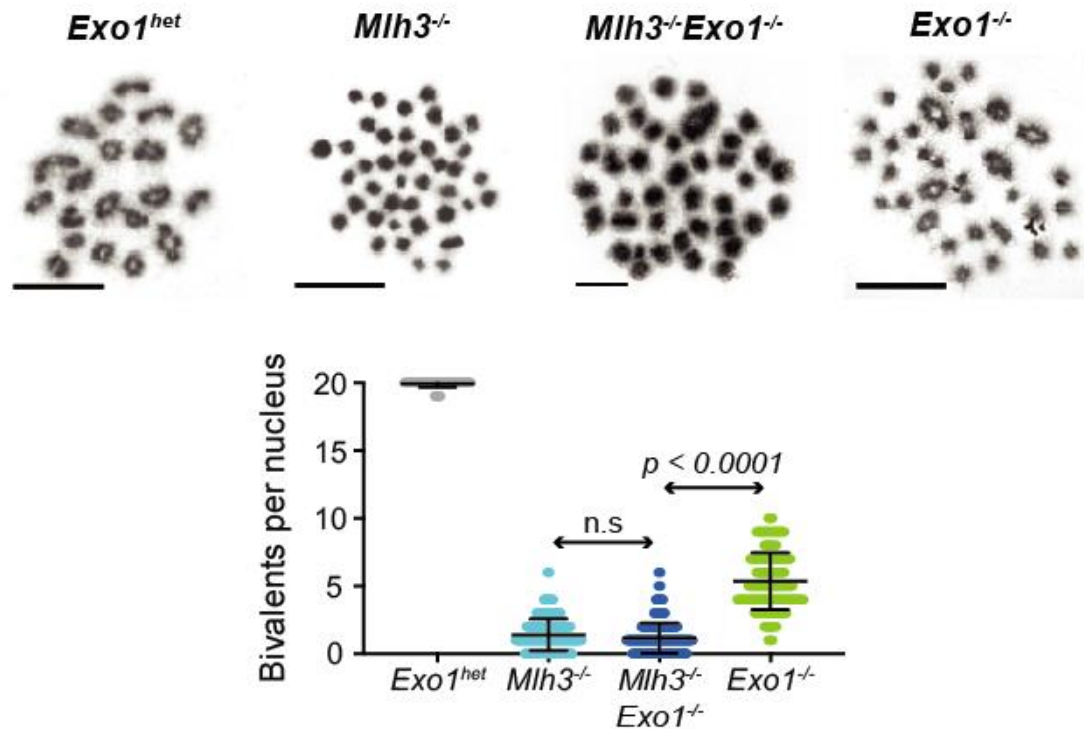 Exo1het Mlh3-/- Mlh3-/-Exo1-/- Exo1-/-
Bivalents per nucleus
20
15
10
5
0
p < 0.0001
n.s
Exo1het Mlh3-/- Mlh3-/- Exo1-/-
Exo1-/-